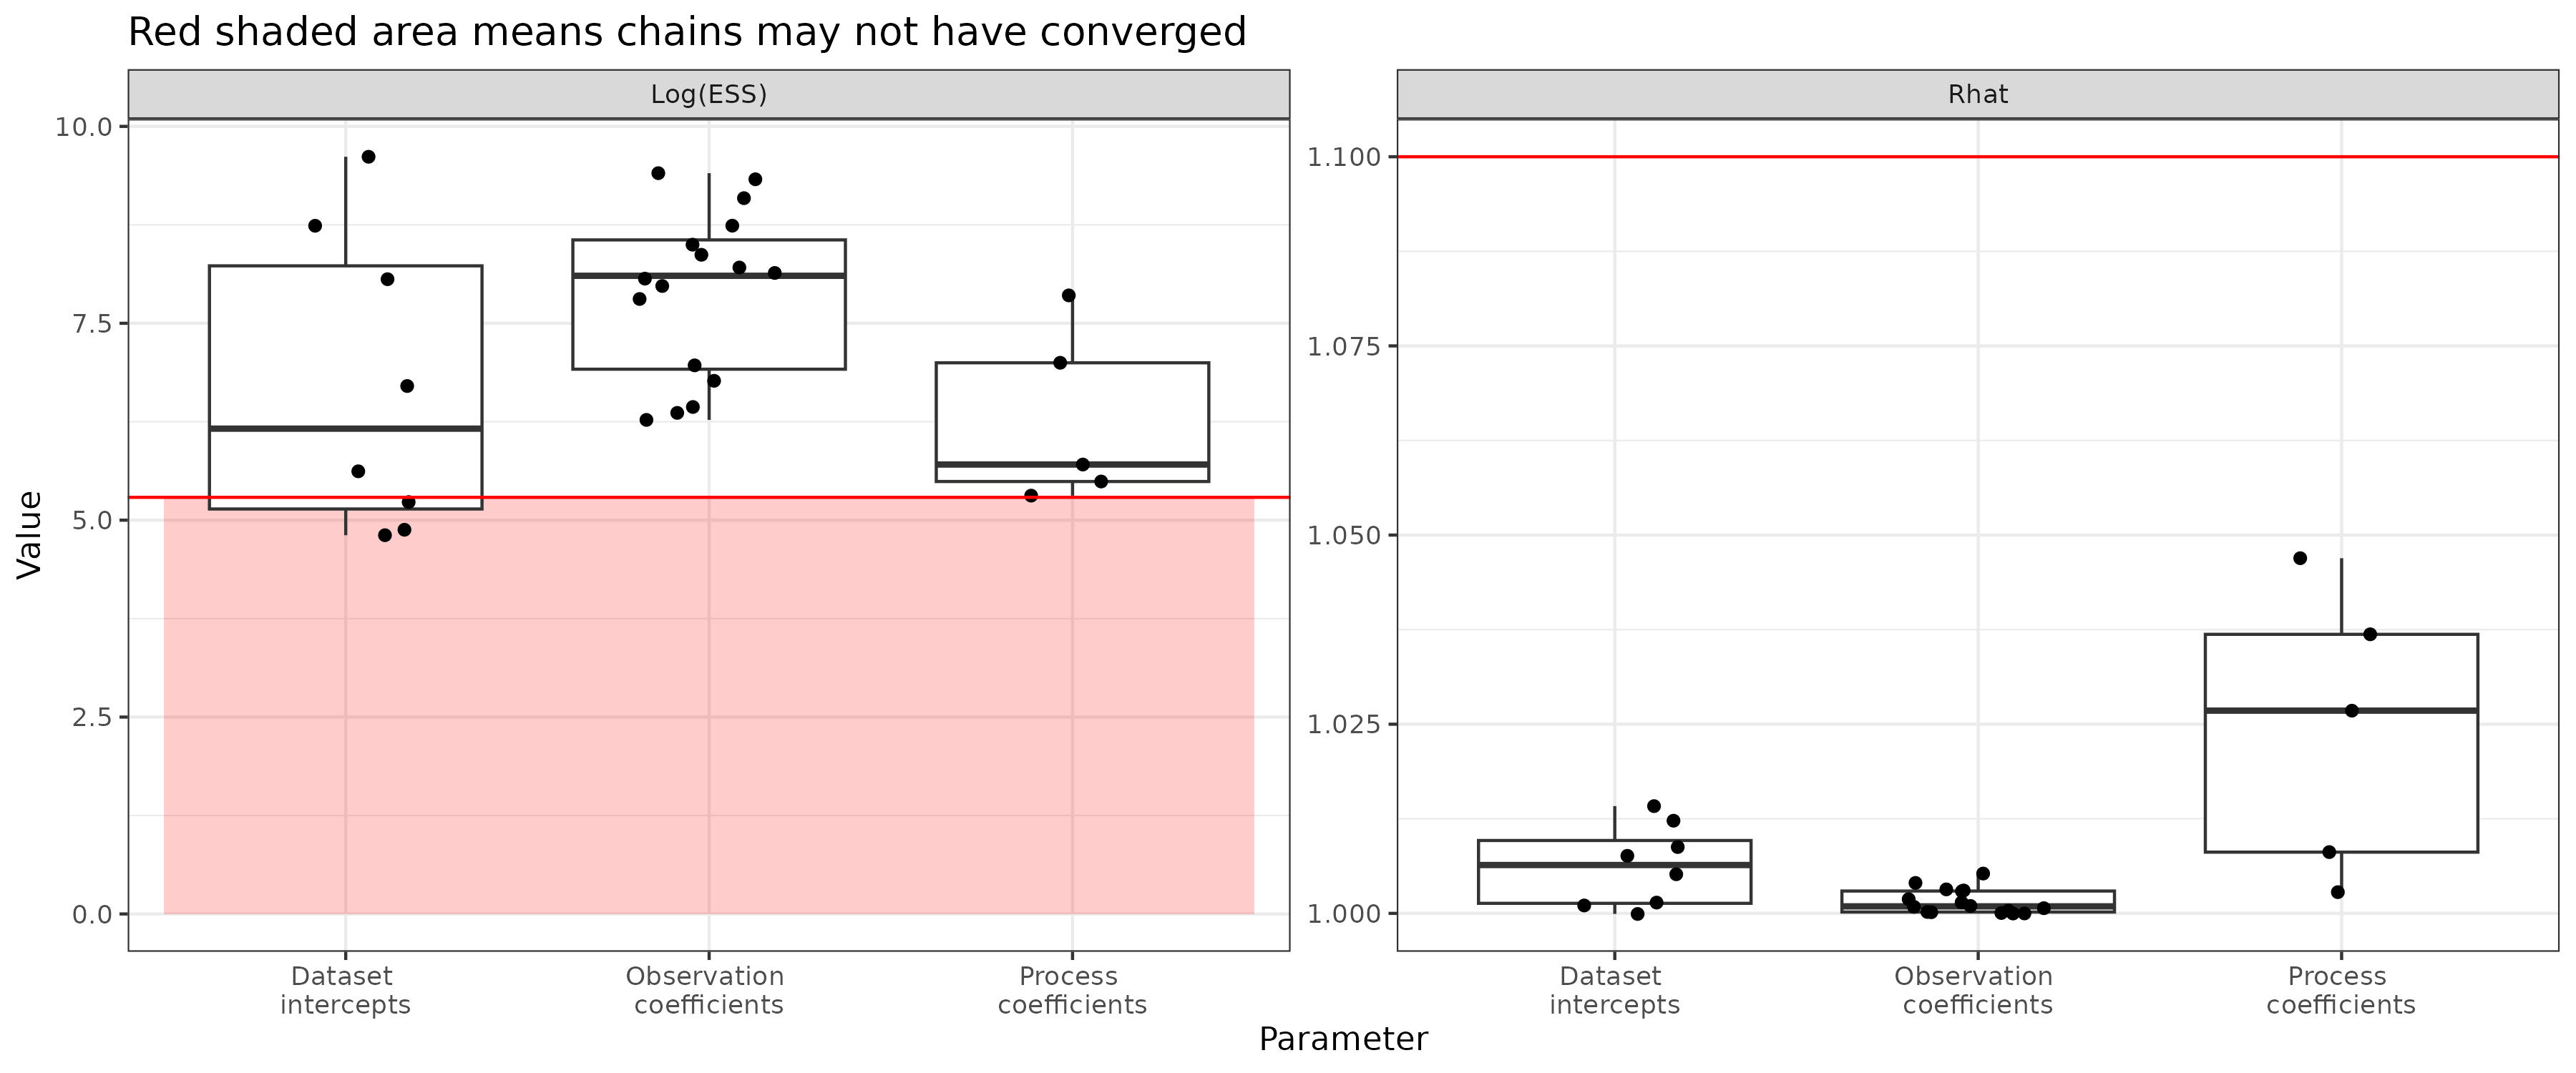 Red shaded area means chains may not have converged
Log(ESS)
Rhat
Value
10.0
7.5
5.0
2.5
0.0
1.100
1.075
1.050
1.025
1.000
Dataset
intercepts
Observation
coefficients
Process
coefficients
Dataset
intercepts
Observation
coefficients
Process
coefficients
Parameter